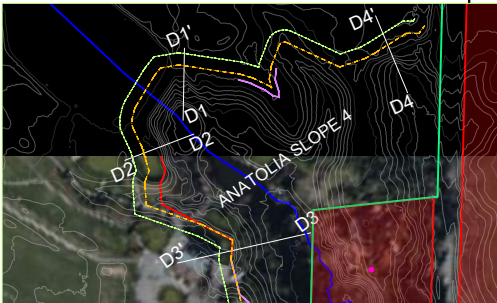 D4'
D1'
D4
D1
D2
D2'
ANATOLIA SLOPE 4
D3
D3'